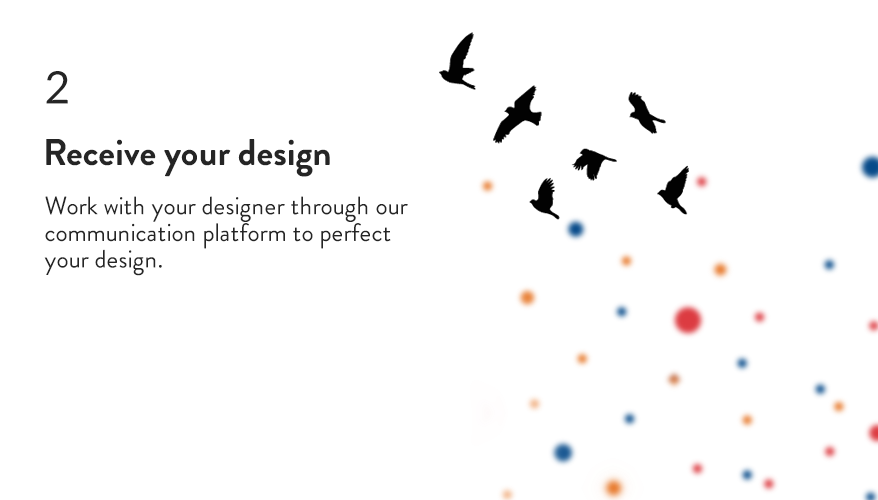 2
Receive your design
Work with your designer through our
communication platform to perfect
your design.